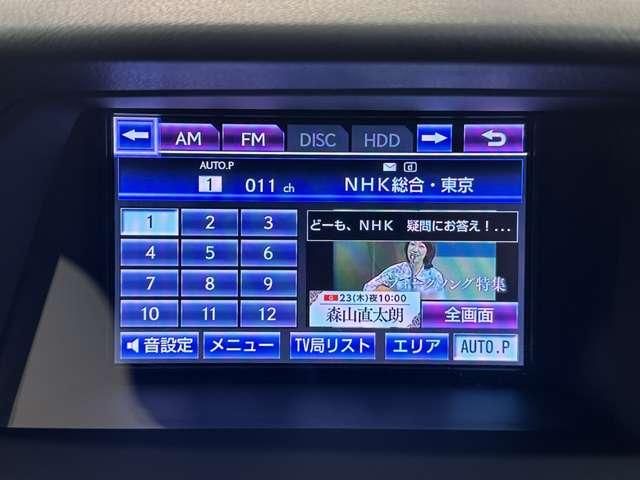 AM FM DISC HDD
AUTO.P
1 011 ch NHK総合・東京
1 2 3
どーも、NHK 疑問にお答え!...
4 5 6
7 8 9
フォークソング特集
G 23(木)夜10:00
10 11 12
森山直太朗
全画面
音設定 メニュー TV局リスト エリア AUTO.P